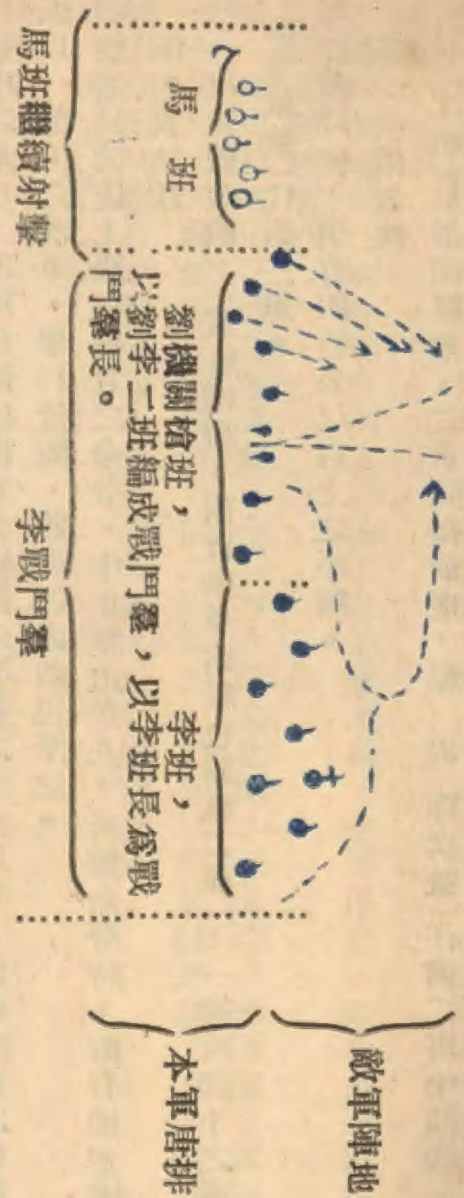 敵軍陣地
本軍唐排
馬班
劉機關槍班，
李班，
以劉李二班編成戰鬥羣，以李班長為戰
鬥羣長。
馬班繼續射擊
李戰鬥羣